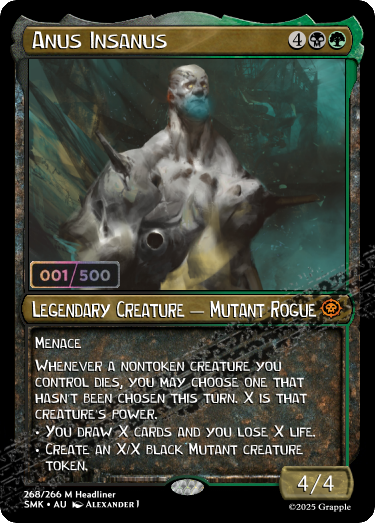 Anus Insanus 4
001/500
Legendary Creature — Mutant Rogue
Menace
Whenever a nontoken creature you
control dies, you may choose one that
hasn't been chosen this turn. X is that
creature's power.
• You draw X cards and you lose X life.
• Create an X/X black Mutant creature
token.
4/4
268/266 M Headliner
SMK • AU Alexander I
©2025 Grapple